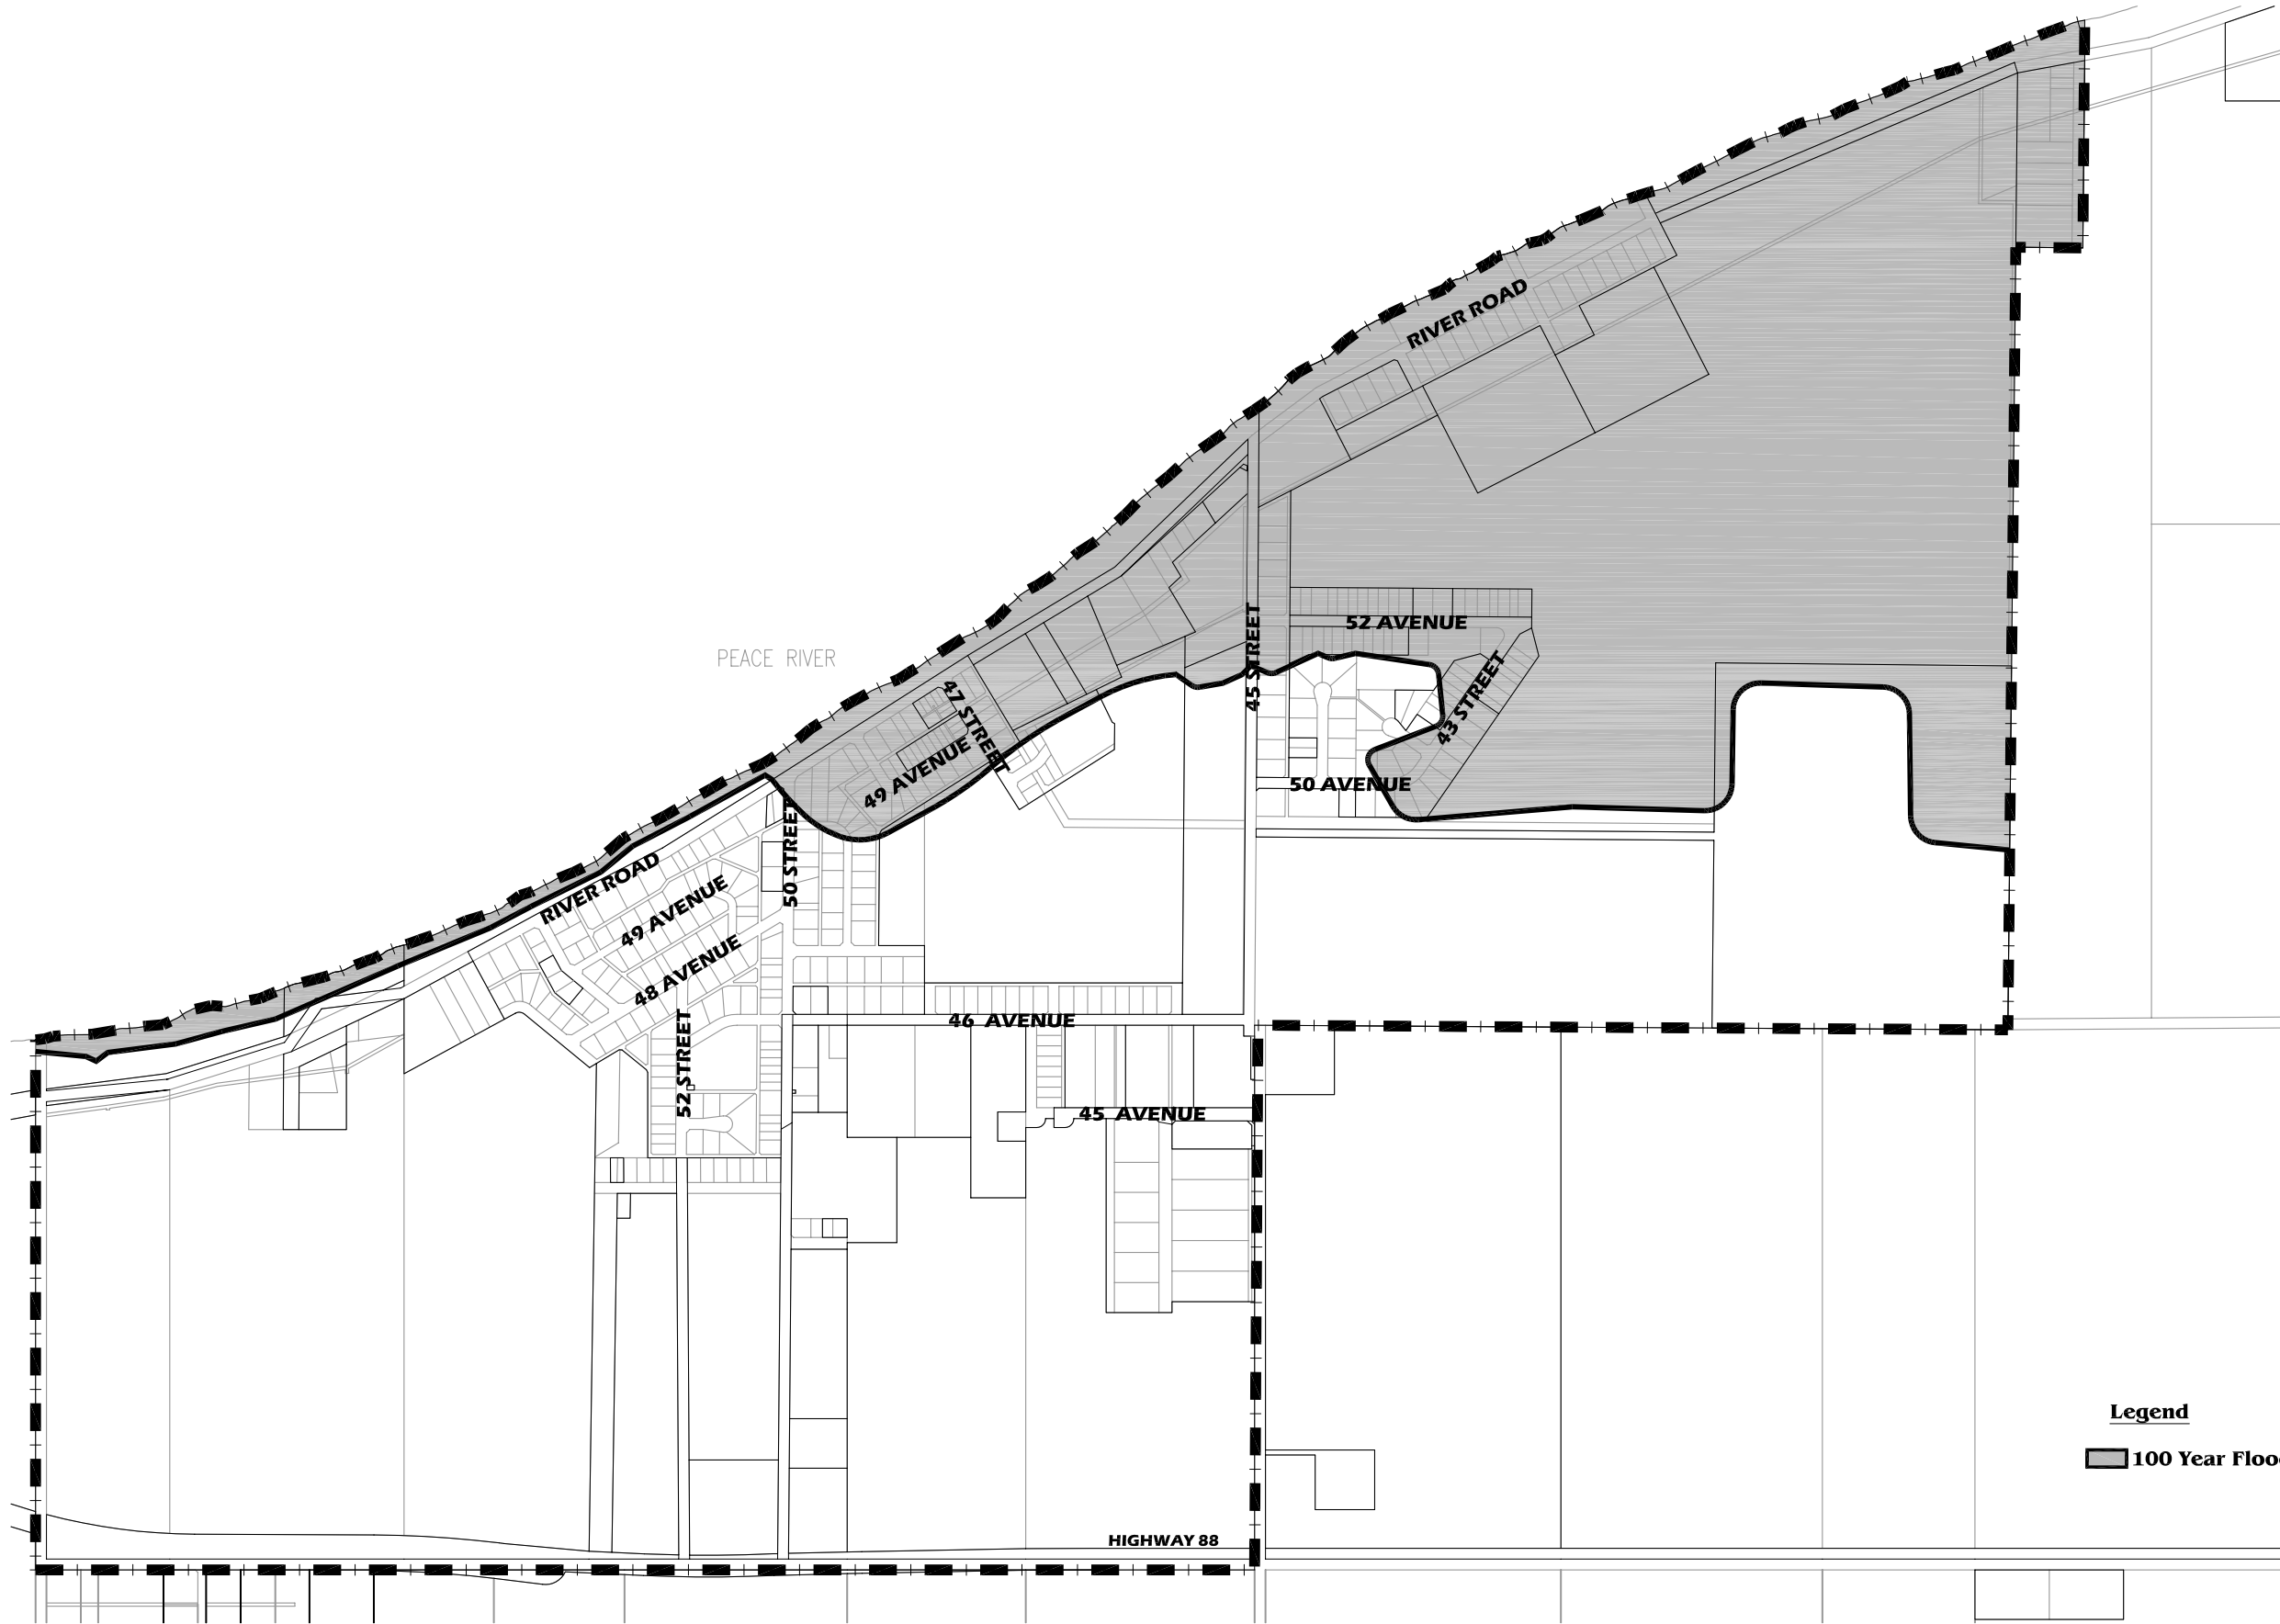 RIVER ROAD
52 AVENUE
45 STREET
PEACE RIVER
47 STREET
43 STREET
49 AVENUE
50 AVENUE
50 STREET
RIVER ROAD
49 AVENUE
48 AVENUE
52 STREET
46 AVENUE
45 AVENUE
Legend
100 Year
HIGHWAY 88